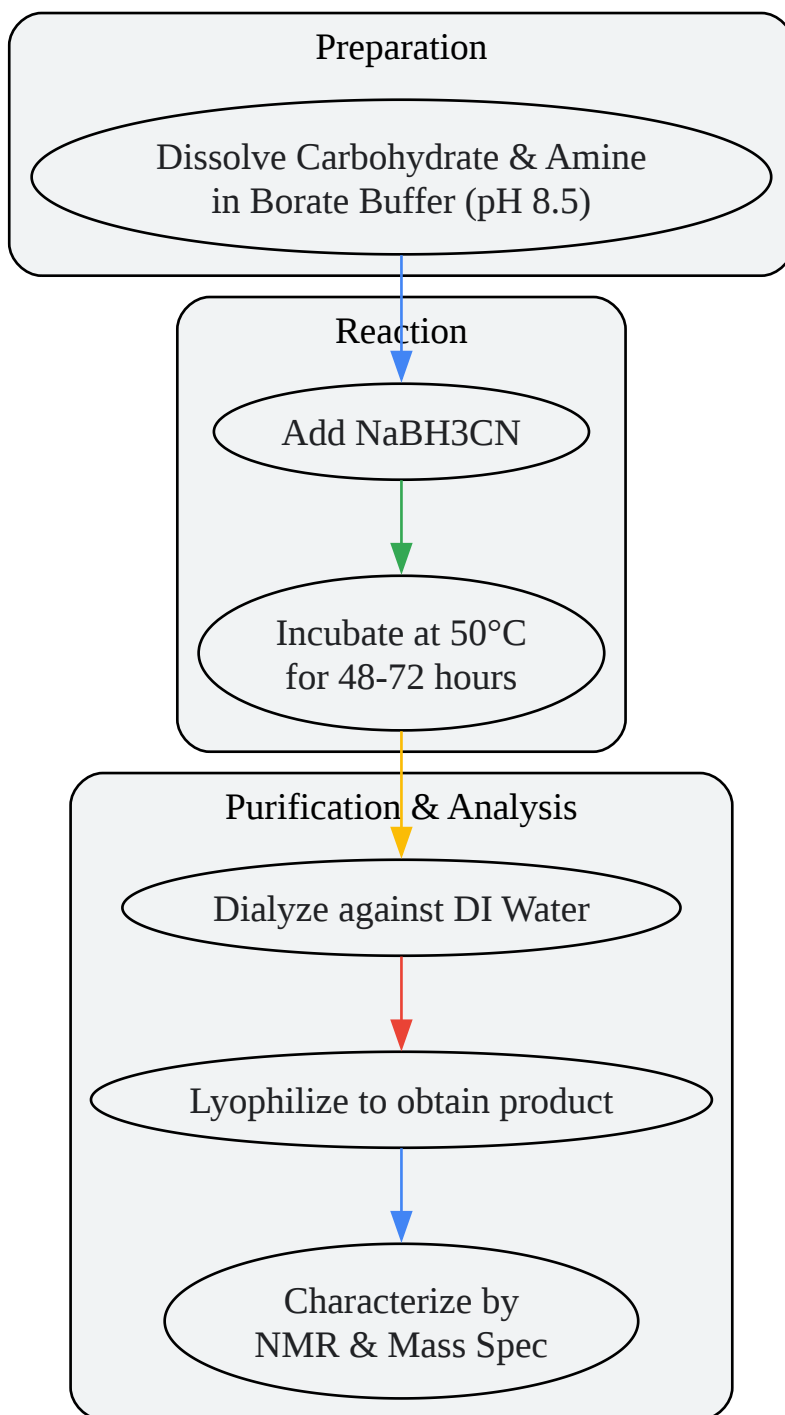 Preparation
Dissolve Carbohydrate & Amine
in Borate Buffer (pH 8.5)
Reaction
Add NaBH3CN
Incubate at 50°C
for 48-72 hours
Purification & Analysis
Dialyze against DI Water
Lyophilize to obtain product
Characterize by
NMR & Mass Spec